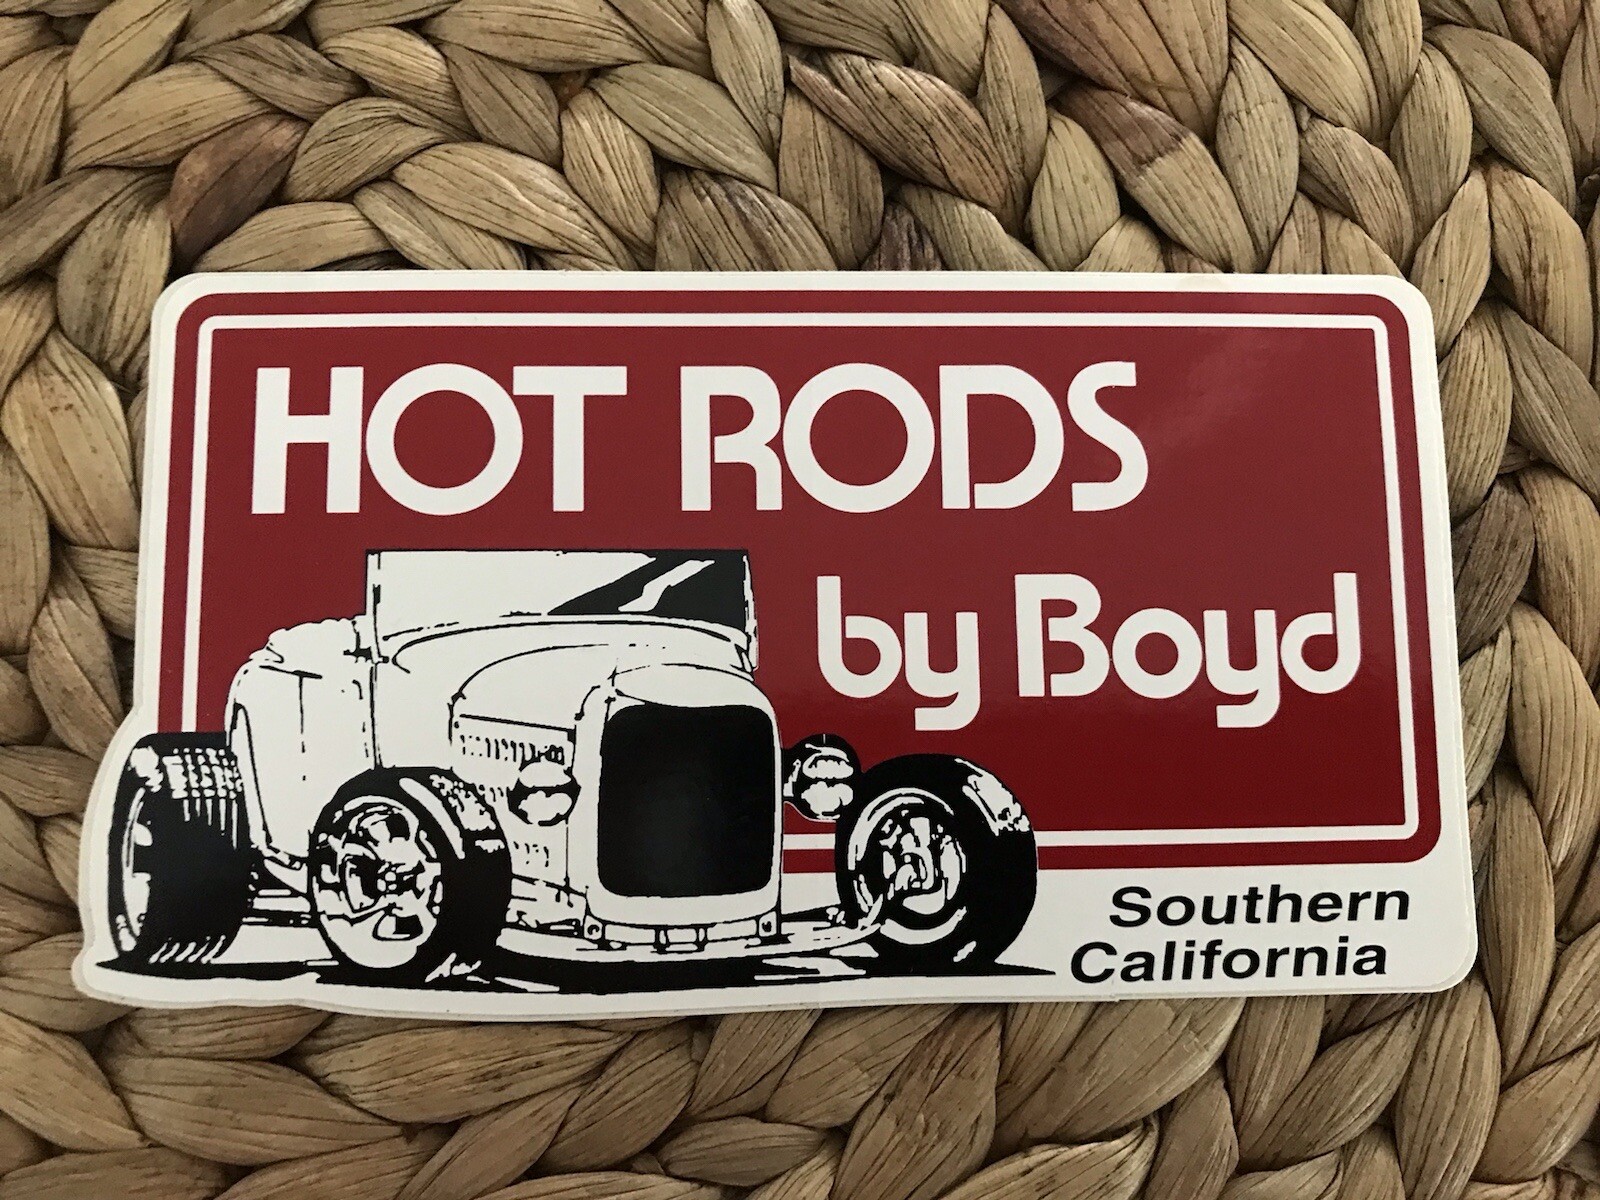 HOT RODS
by Boyd
Southern
California